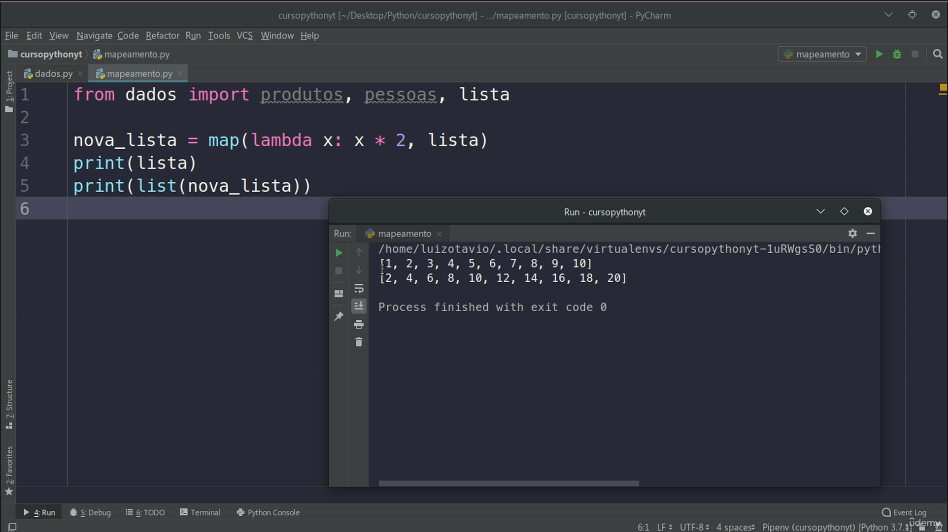 cursopythonyt [~/Desktop/Python/cursopythonyt] - .../mapeamento.py [cursopythonyt] - PyCharm
File Edit View Navigate Code Refactor Run Tools VCS Window Help
cursopythonyt mapeamento.py mapeamento
1: Project
dados.py mapeamento.py
1 from dados import produtos, pessoas, lista
2
3 nova_lista = map(lambda x: x * 2, lista)
4 print(lista)
5 print(list(nova_lista))
6
Run - cursopythonyt
Run: mapeamento
/home/luizotavio/.local/share/virtualenvs/cursopythonyt-1uRWgsS0/bin/pyth
[1, 2, 3, 4, 5, 6, 7, 8, 9, 10]
[2, 4, 6, 8, 10, 12, 14, 16, 18, 20]
Process finished with exit code 0
7: Structure
2: Favorites
4: Run 5: Debug 6: TODO Terminal Python Console Event Log
6:1 LF UTF-8 4 spaces Pipenv (cursopythonyt) [Python 3.7
udemy